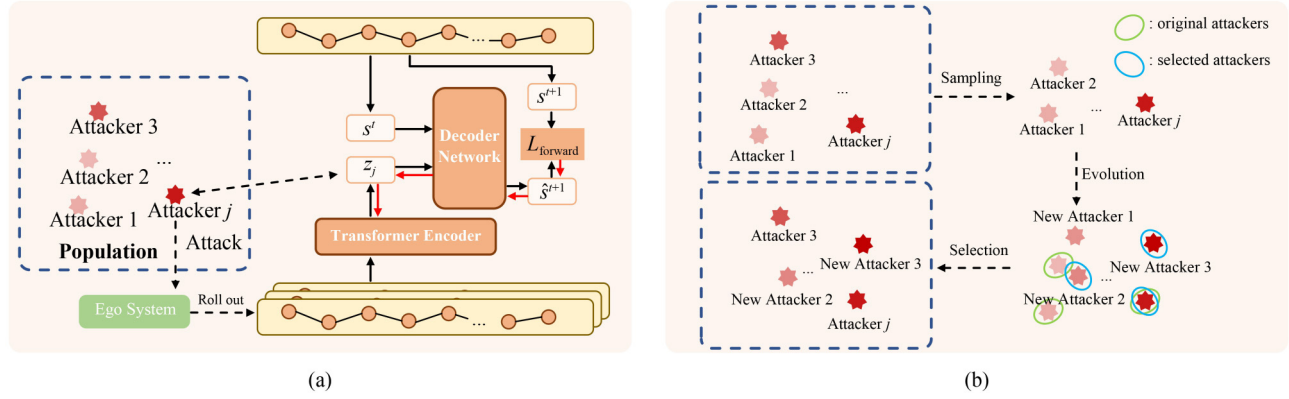 s^{t+1}
s^t
Decoder
Network
L_forward
z_j
ŝ^{t+1}
Transformer Encoder
Attacker 3
...
Attacker 2
Attacker 1
Attacker j
Population
Attack
Ego System
Roll out
...
...
(a)
Attacker 3
Attacker 2
...
Attacker 1
Attacker j
Sampling
Attacker 2
Attacker 1
...
Attacker j
: original attackers
: selected attackers
Evolution
New Attacker 1
New Attacker 3
...
New Attacker 2
Selection
Attacker 3
New Attacker 3
...
New Attacker 2
Attacker j
(b)